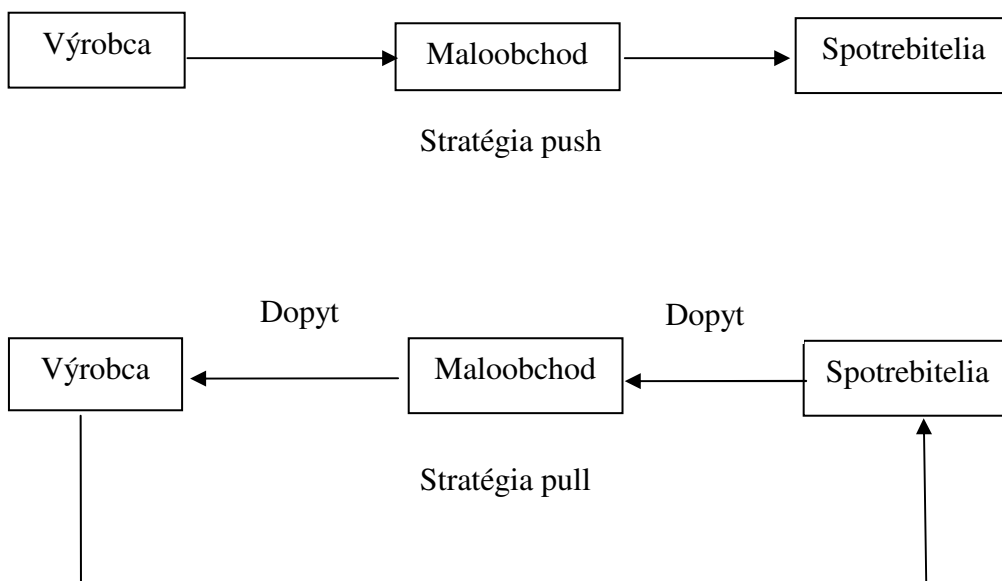 Výrobca
Maloobchod
Spotrebitelia
Stratégia push
Dopyt
Dopyt
Výrobca
Maloobchod
Spotrebitelia
Stratégia pull